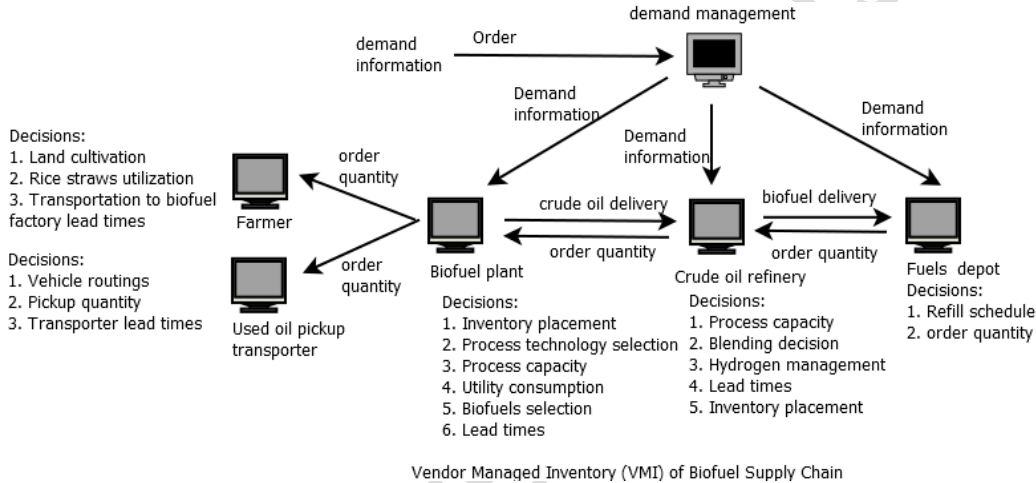 demand management
Order
demand
information
Demand
information
Demand
information
Demand
information
Decisions:
1. Land cultivation
2. Rice straws utilization
3. Transportation to biofuel
factory lead times
Farmer
order
quantity
Decisions:
1. Vehicle routings
2. Pickup quantity
3. Transporter lead times
Used oil pickup
transporter
order
quantity
Biofuel plant
crude oil delivery
order quantity
Crude oil refinery
biofuel delivery
order quantity
Fuels depot
Decisions:
1. Inventory placement
2. Process technology selection
3. Process capacity
4. Utility consumption
5. Biofuels selection
6. Lead times
Decisions:
1. Process capacity
2. Blending decision
3. Hydrogen management
4. Lead times
5. Inventory placement
Decisions:
1. Refill schedule
2. order quantity
Vendor Managed Inventory (VMI) of Biofuel Supply Chain